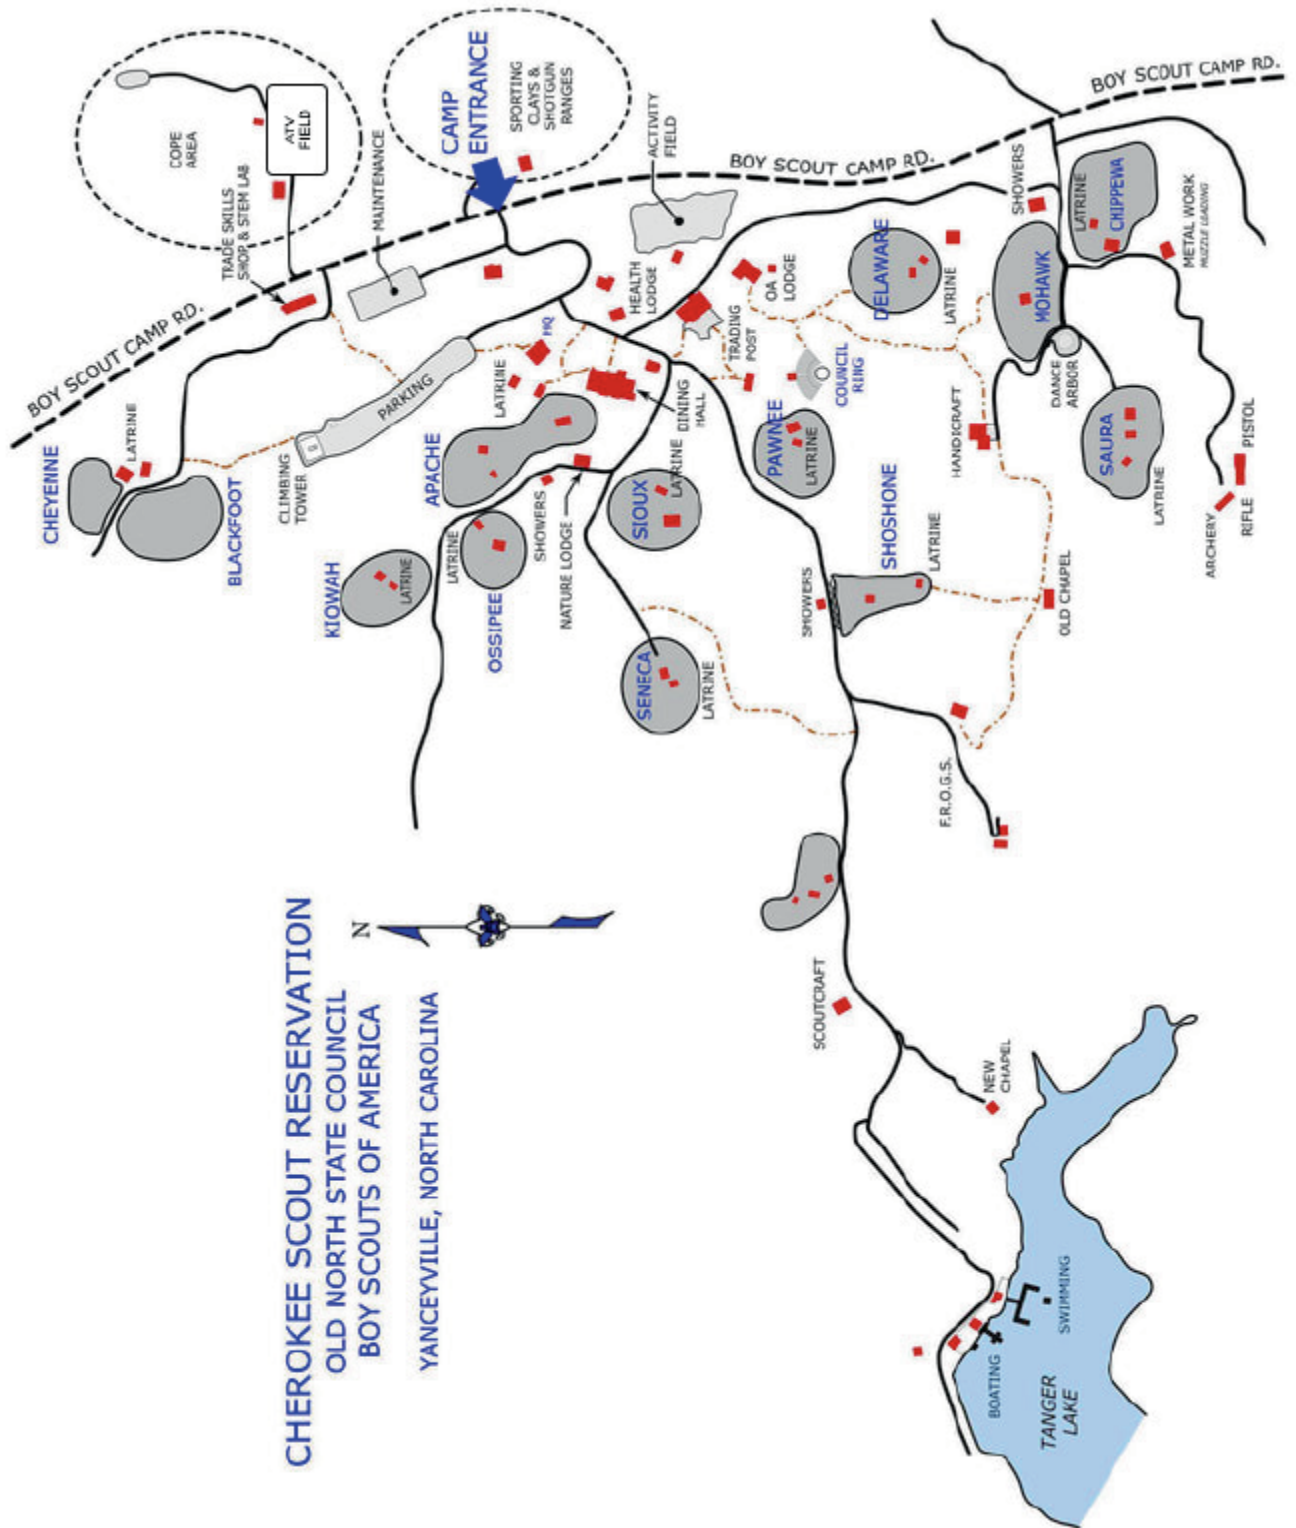 CHEROKEE SCOUT RESERVATION
OLD NORTH STATE COUNCIL
BOY SCOUTS OF AMERICA
YANCEYVILLE, NORTH CAROLINA
N
COPE
AREA
ATV
FIELD
TRADE SKILLS
SHOP & STEM LAB
MAINTENANCE
CAMP
ENTRANCE
SPORTING
CLAYS &
SHOTGUN
RANGES
ACTIVITY
FIELD
BOY SCOUT CAMP RD.
BOY SCOUT CAMP RD.
BOY SCOUT CAMP RD.
CHEYENNE
LATRINE
BLACKFOOT
CLIMBING
TOWER
PARKING
LATRINE
HQ
HEALTH
LODGE
TRADING
POST
OA
LODGE
DELAWARE
LATRINE
SHOWERS
MOHAWK
LATRINE
CHIPPEWA
METAL WORK
MUZZLE LOADING
APACHE
DINING
HALL
COUNCIL
RING
PAWNEE
LATRINE
HANDICRAFT
DANCE
ARBOR
SAURA
LATRINE
ARCHERY
RIFLE
PISTOL
KIOWAH
LATRINE
LATRINE
OSSIPEE
SHOWERS
NATURE LODGE
SIOUX
LATRINE
SENECA
LATRINE
SHOWERS
SHOSHONE
LATRINE
OLD CHAPEL
F.R.O.G.S.
SCOUTCRAFT
NEW
CHAPEL
BOATING
SWIMMING
TANGER
LAKE